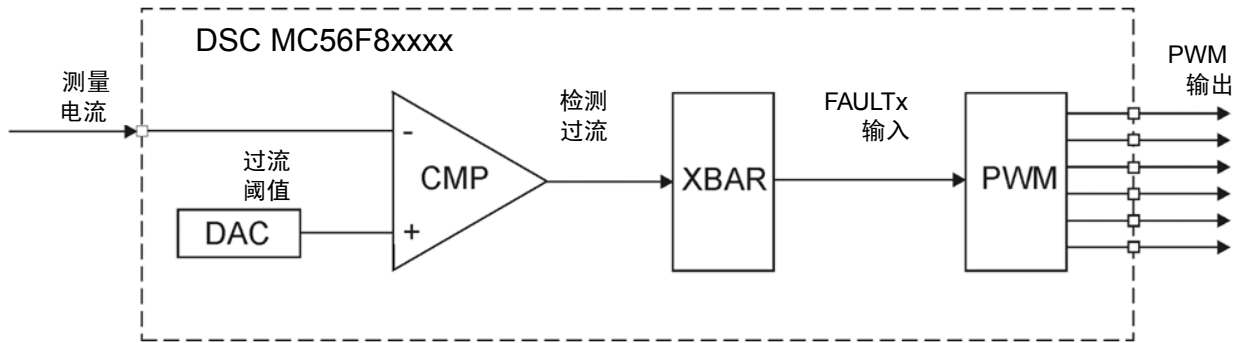 DSC MC56F8xxxx
测量
电流
过流
阈值
DAC
-
+
CMP
检测
过流
XBAR
FAULTx
输入
PWM
PWM
输出